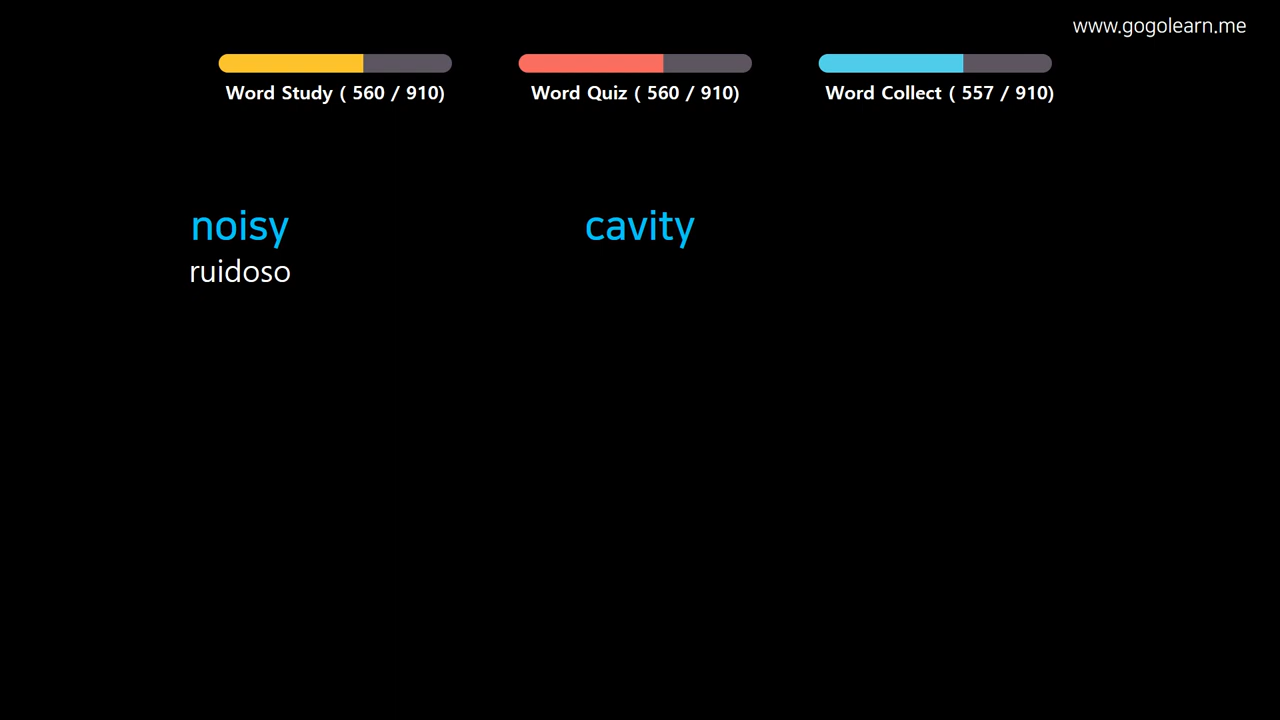 www.gogolearn.me
Word Study ( 560 / 910)
Word Quiz ( 560 / 910)
Word Collect ( 557 / 910)
noisy
ruidoso
cavity